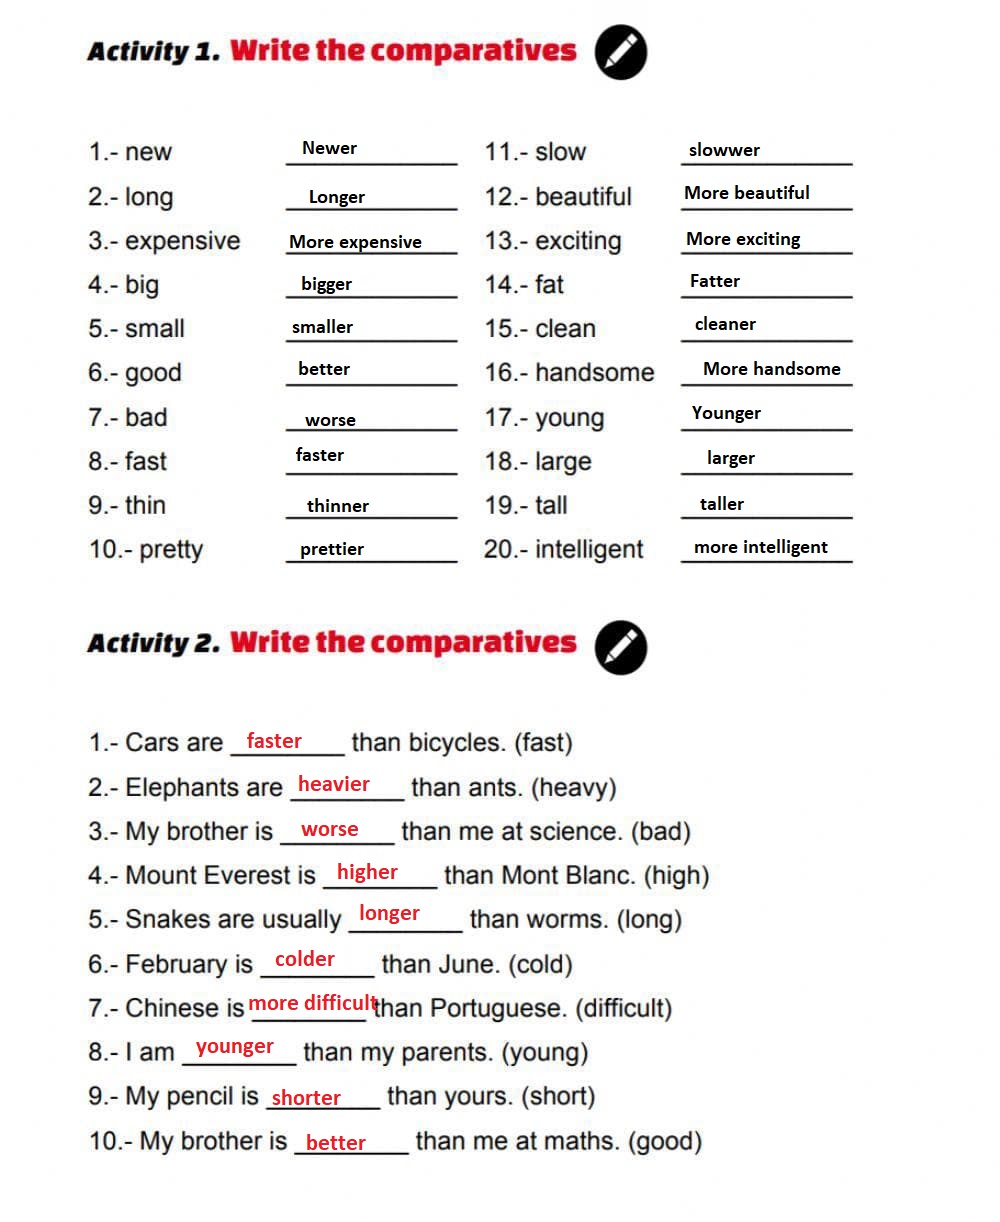 Activity 1. Write the comparatives
1.- new Newer 11.- slow slowwer
2.- long Longer 12.- beautiful More beautiful
3.- expensive More expensive 13.- exciting More exciting
4.- big bigger 14.- fat Fatter
5.- small smaller 15.- clean cleaner
6.- good better 16.- handsome More handsome
7.- bad worse 17.- young Younger
8.- fast faster 18.- large larger
9.- thin thinner 19.- tall taller
10.- pretty prettier 20.- intelligent more intelligent
Activity 2. Write the comparatives
1.- Cars are faster than bicycles. (fast)
2.- Elephants are heavier than ants. (heavy)
3.- My brother is worse than me at science. (bad)
4.- Mount Everest is higher than Mont Blanc. (high)
5.- Snakes are usually longer than worms. (long)
6.- February is colder than June. (cold)
7.- Chinese is more difficult than Portuguese. (difficult)
8.- I am younger than my parents. (young)
9.- My pencil is shorter than yours. (short)
10.- My brother is better than me at maths. (good)